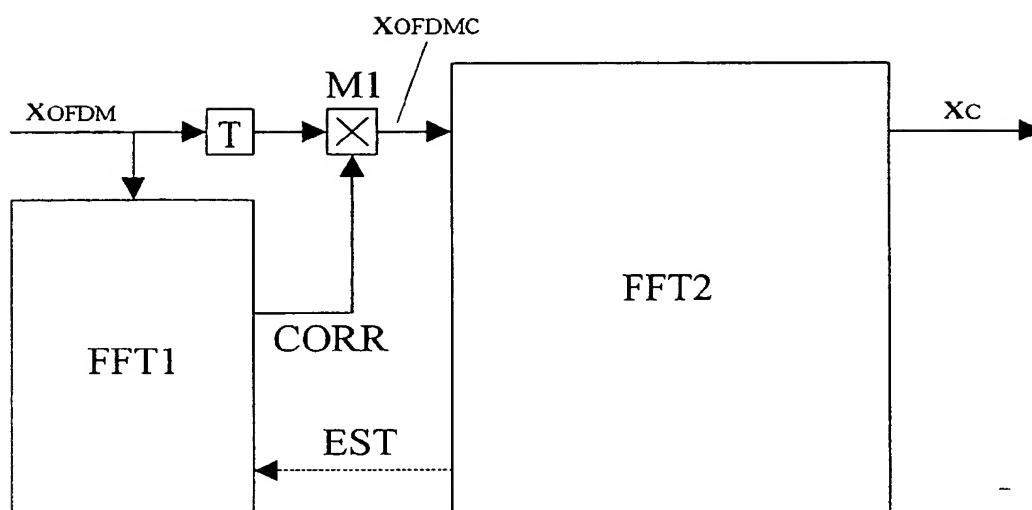 XOFDMC
M1
XOFDM
T
XC
FFT1
CORR
FFT2
EST